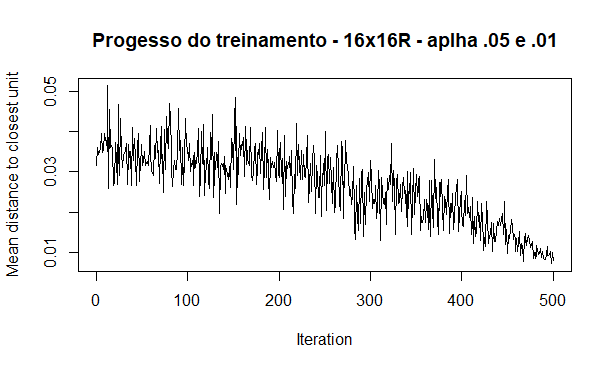 Progesso do treinamento - 16x16R - aplha .05 e .01
Mean distance to closest unit
0.05
0.03
0.01
0 100 200 300 400 500
Iteration